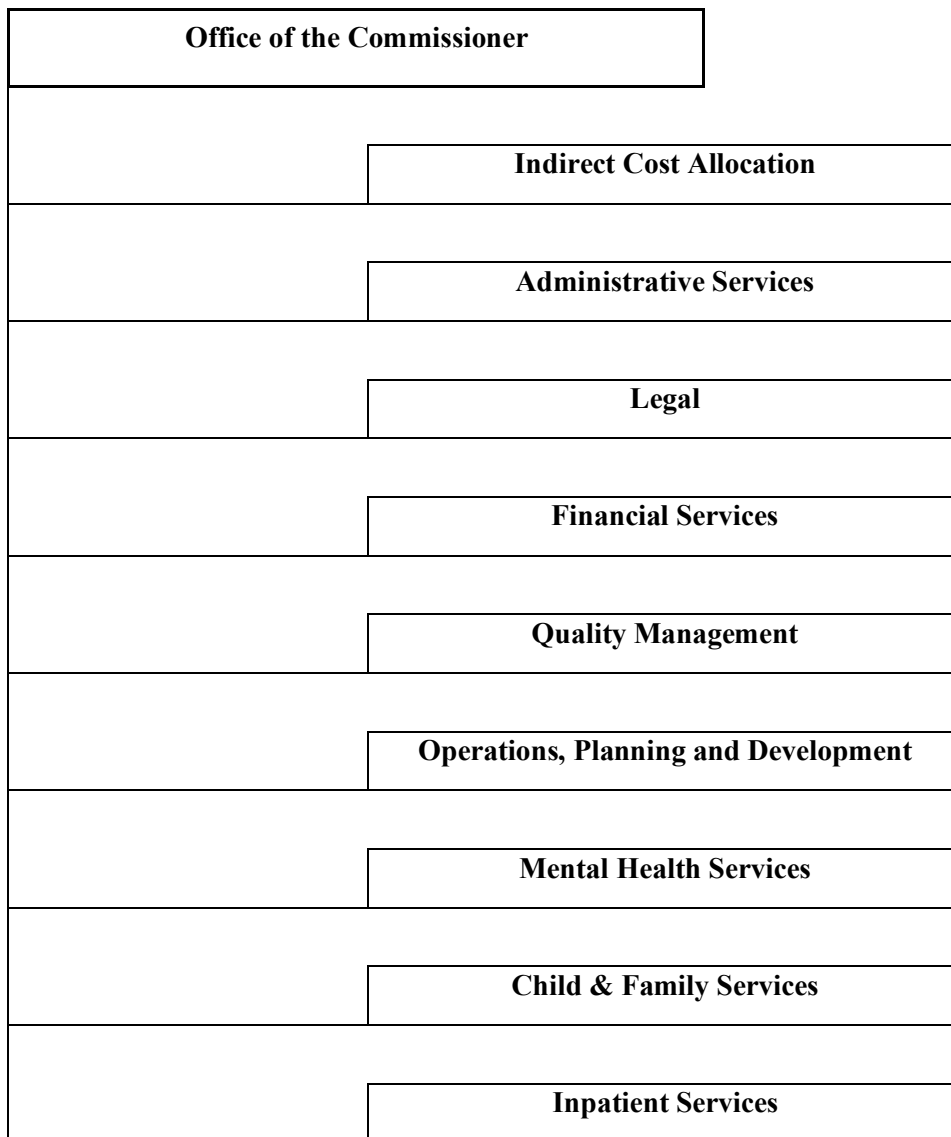 Office of the Commissioner
Indirect Cost Allocation
Administrative Services
Legal
Financial Services
Quality Management
Operations, Planning and Development
Mental Health Services
Child & Family Services
Inpatient Services